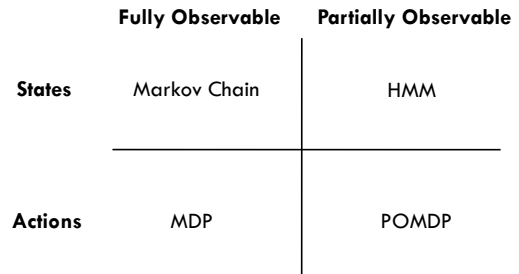 Fully Observable Partially Observable
States Markov Chain HMM
Actions MDP POMDP